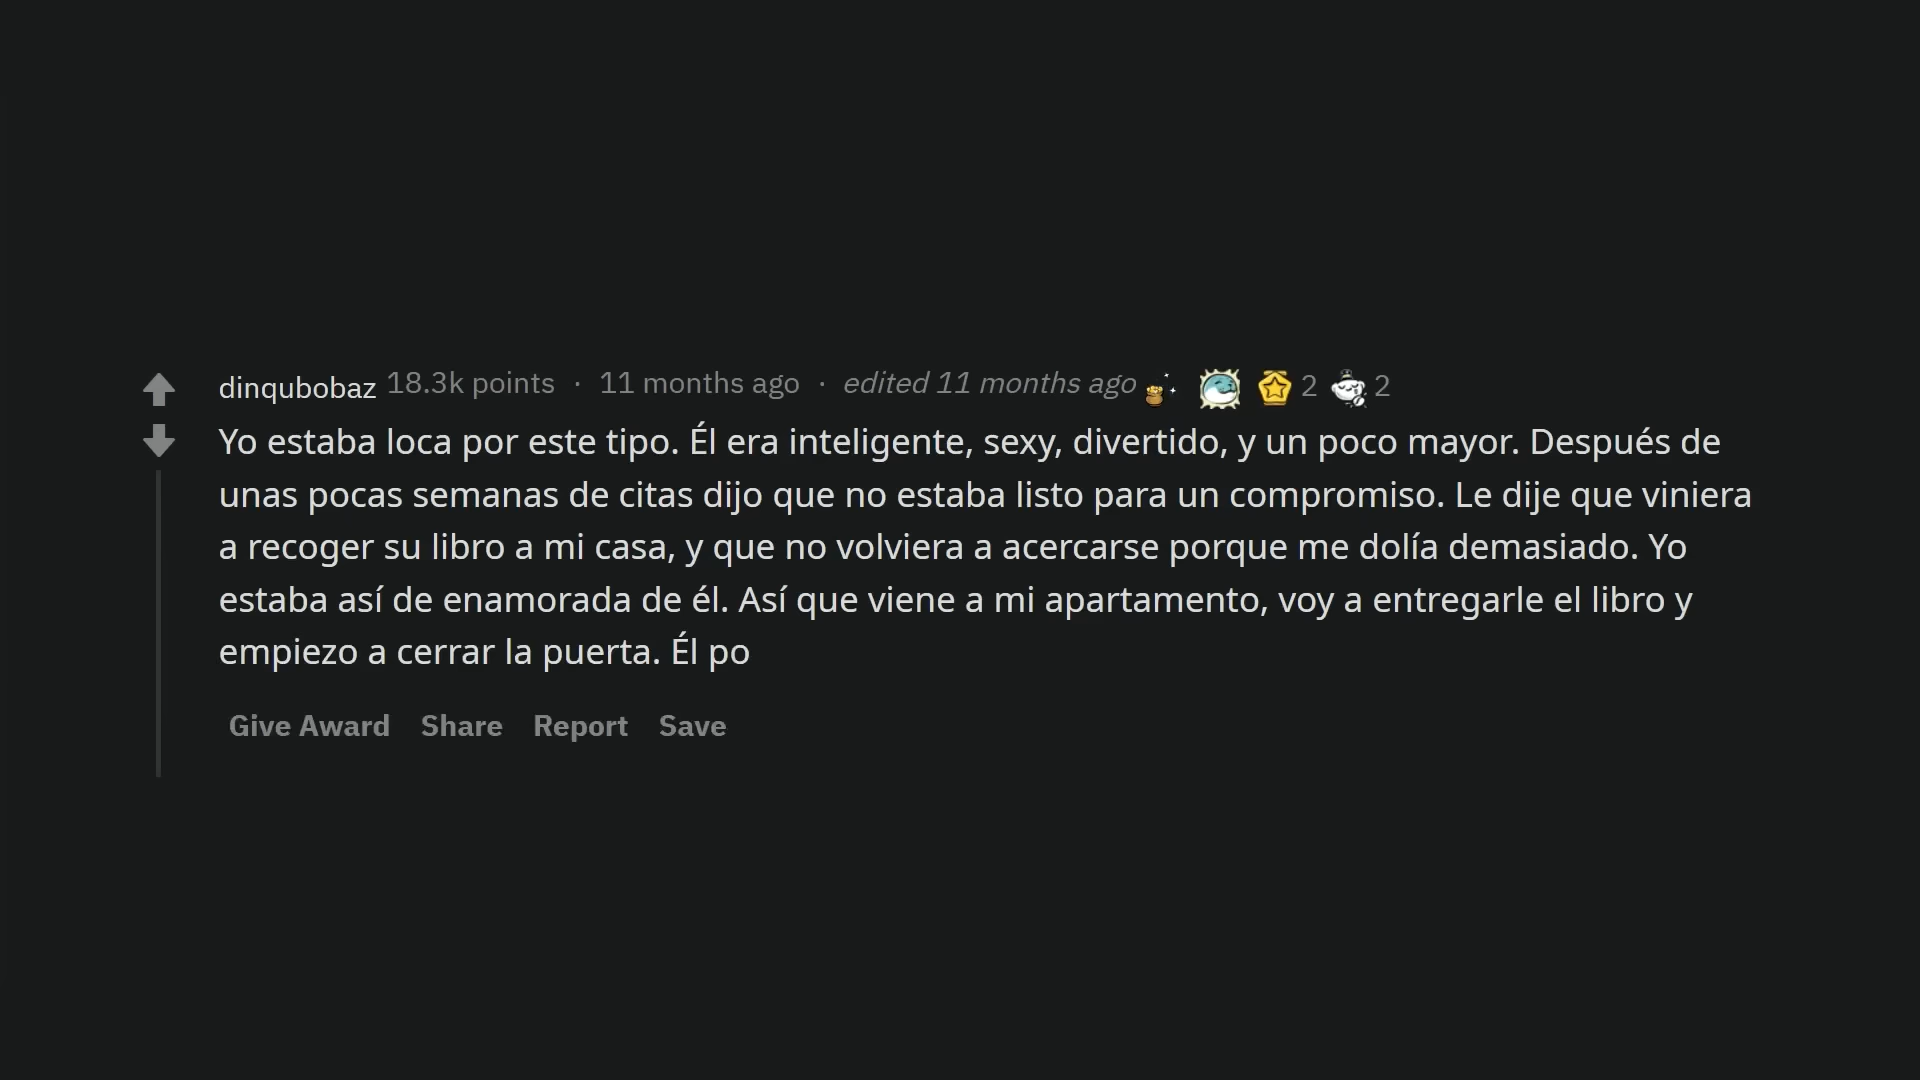 dinqubobaz 18.3k points · 11 months ago · edited 11 months ago 2 2
Yo estaba loca por este tipo. Él era inteligente, sexy, divertido, y un poco mayor. Después de
unas pocas semanas de citas dijo que no estaba listo para un compromiso. Le dije que viniera
a recoger su libro a mi casa, y que no volviera a acercarse porque me dolía demasiado. Yo
estaba así de enamorada de él. Así que viene a mi apartamento, voy a entregarle el libro y
empiezo a cerrar la puerta. Él po
Give Award Share Report Save